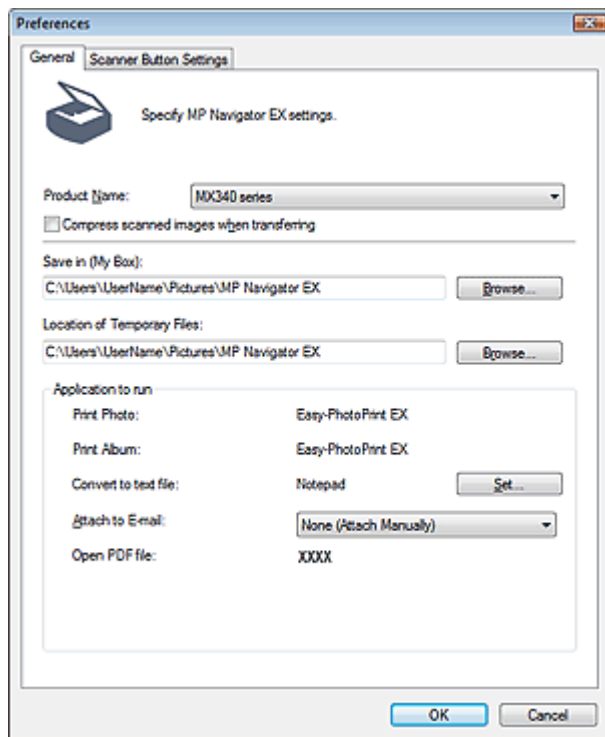 Preferences
General
Scanner Button Settings
Specify MP Navigator EX settings.
Product Name:
MX340 series
Compress scanned images when transferring
Save in (My Box):
C:\Users\UserName\Pictures\MP Navigator EX
Browse...
Location of Temporary Files:
C:\Users\UserName\Pictures\MP Navigator EX
Browse...
Application to run
Print Photo:
Easy-PhotoPrint EX
Print Album:
Easy-PhotoPrint EX
Convert to text file:
Notepad
Set...
Attach to E-mail:
None (Attach Manually)
Open PDF file:
XXXX
OK
Cancel